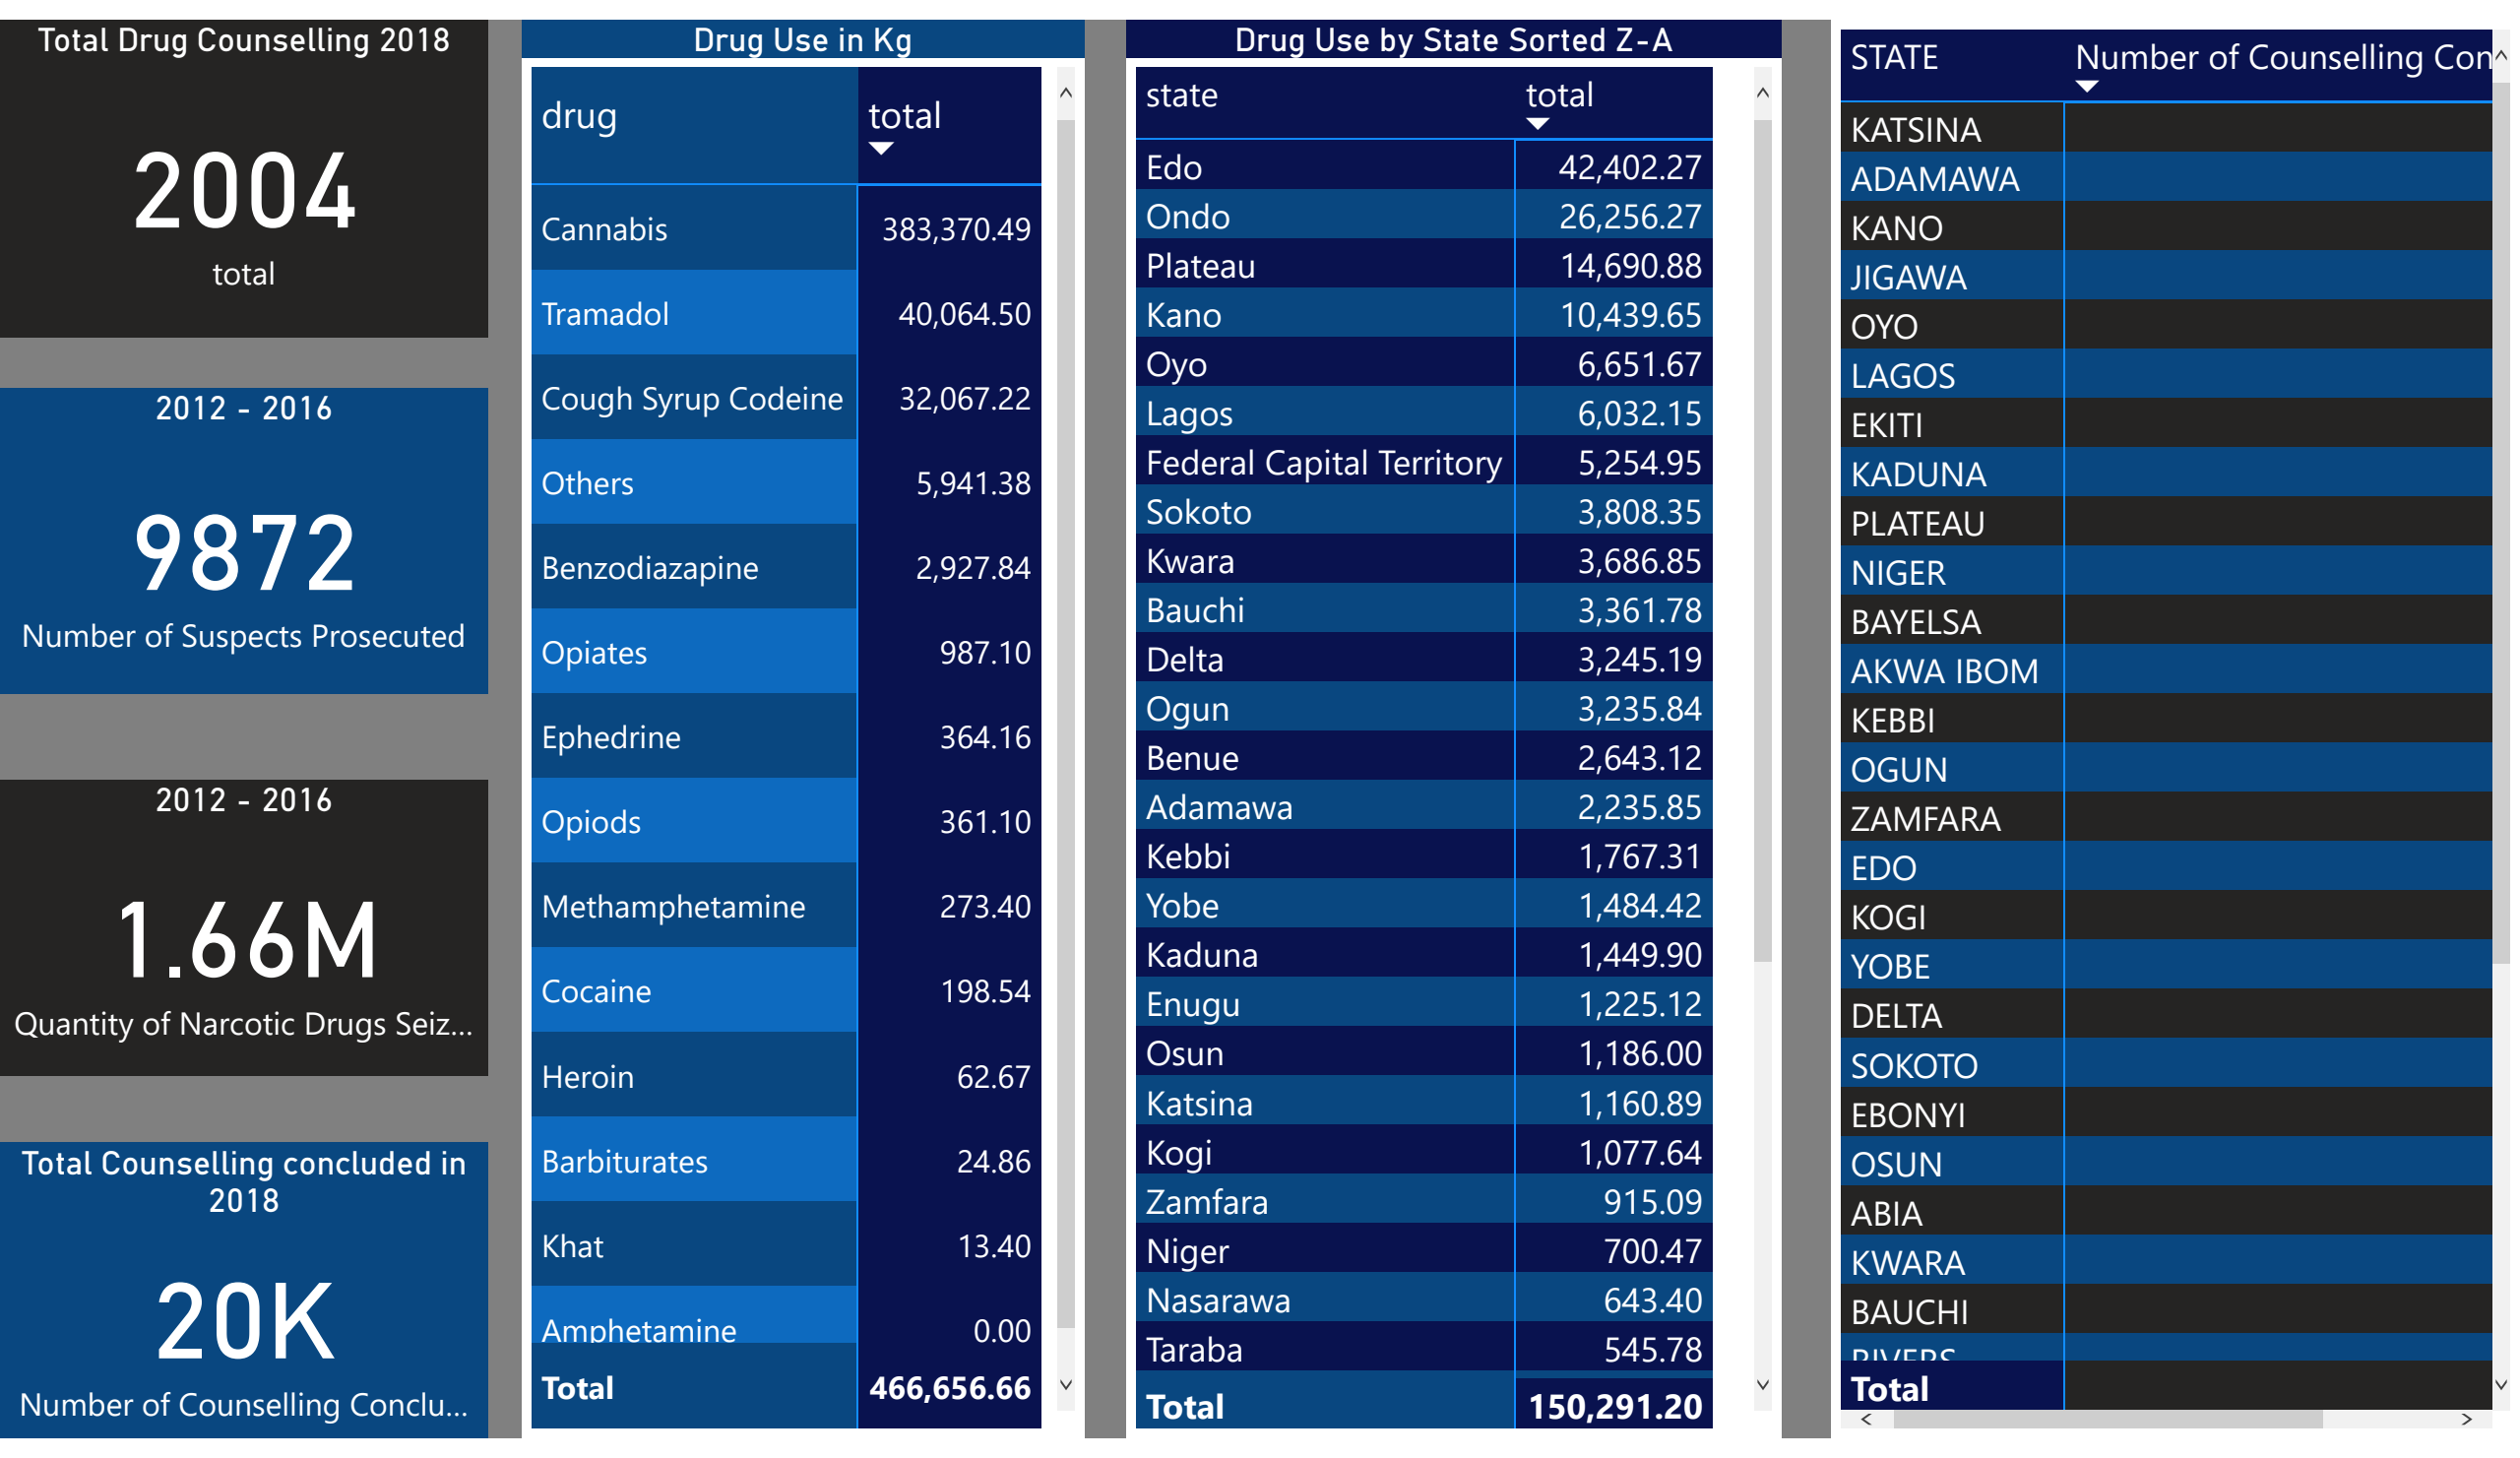 Total Drug Counselling 2018
2004
total
2012 - 2016
9872
Number of Suspects Prosecuted
2012 - 2016
1.66M
Quantity of Narcotic Drugs Seiz...
Total Counselling concluded in
2018
20K
Number of Counselling Conclu...
Drug Use in Kg
drug total
Cannabis 383,370.49
Tramadol 40,064.50
Cough Syrup Codeine 32,067.22
Others 5,941.38
Benzodiazapine 2,927.84
Opiates 987.10
Ephedrine 364.16
Opiods 361.10
Methamphetamine 273.40
Cocaine 198.54
Heroin 62.67
Barbiturates 24.86
Khat 13.40
Amphetamine 0.00
Total 466,656.66
Drug Use by State Sorted Z-A
state total
Edo 42,402.27
Ondo 26,256.27
Plateau 14,690.88
Kano 10,439.65
Oyo 6,651.67
Lagos 6,032.15
Federal Capital Territory 5,254.95
Sokoto 3,808.35
Kwara 3,686.85
Bauchi 3,361.78
Delta 3,245.19
Ogun 3,235.84
Benue 2,643.12
Adamawa 2,235.85
Kebbi 1,767.31
Yobe 1,484.42
Kaduna 1,449.90
Enugu 1,225.12
Osun 1,186.00
Katsina 1,160.89
Kogi 1,077.64
Zamfara 915.09
Niger 700.47
Nasarawa 643.40
Taraba 545.78
Total 150,291.20
STATE Number of Counselling Con
KATSINA
ADAMAWA
KANO
JIGAWA
OYO
LAGOS
EKITI
KADUNA
PLATEAU
NIGER
BAYELSA
AKWA IBOM
KEBBI
OGUN
ZAMFARA
EDO
KOGI
YOBE
DELTA
SOKOTO
EBONYI
OSUN
ABIA
KWARA
BAUCHI
RIVERS
Total